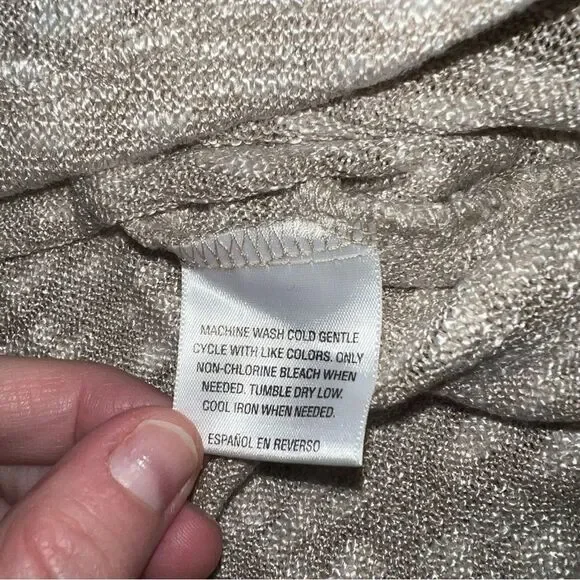 MACHINE WASH COLD GENTLE
CYCLE WITH LIKE COLORS. ONLY
NON-CHLORINE BLEACH WHEN
NEEDED. TUMBLE DRY LOW.
COOL IRON WHEN NEEDED.
ESPAÑOL EN REVERSO